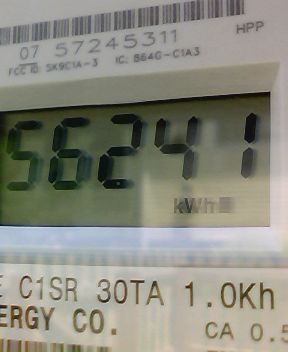 HPP
07 57245311
FCC ID: SK9C1A-3 IC: 864G-C1A3
56241
kWh
E C1SR 30TA 1.0Kh
ERGY CO.
CA 0.5